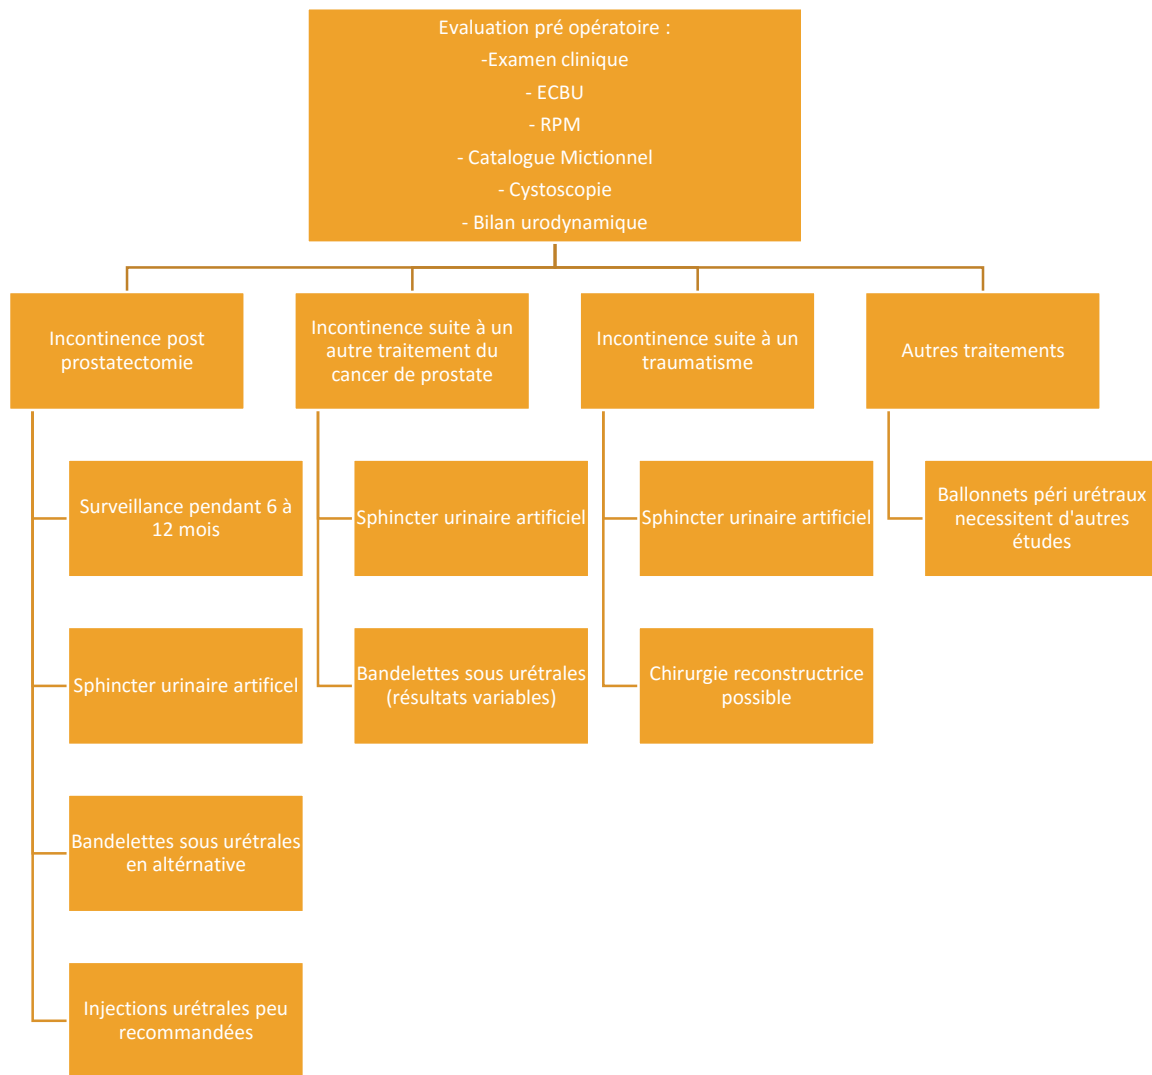 Evaluation pré opératoire :
-Examen clinique
- ECBU
- RPM
- Catalogue Mictionnel
- Cystoscopie
- Bilan urodynamique
Incontinence post
prostatectomie
Surveillance pendant 6 à
12 mois
Sphincter urinaire artificel
Bandelettes sous urétrales
en altérnative
Injections urétrales peu
recommandées
Incontinence suite à un
autre traitement du
cancer de prostate
Sphincter urinaire artificiel
Bandelettes sous urétrales
(résultats variables)
Incontinence suite à un
traumatisme
Sphincter urinaire artificiel
Chirurgie reconstructrice
possible
Autres traitements
Ballonnets péri urétraux
necessitent d'autres
études